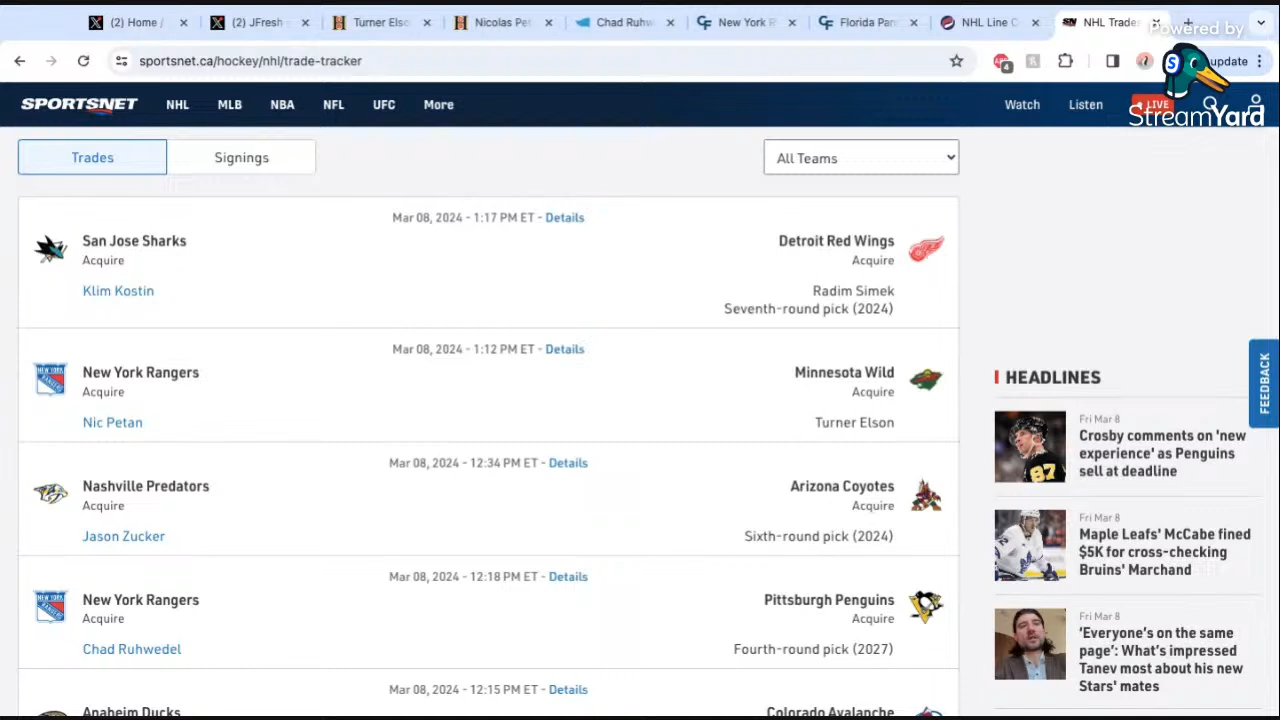 (2) Home /
(2) JFresh
Turner Elso
Nicolas Pet
Chad Ruhw
New York R
Florida Pan
NHL Line C
NHL Trade
Powered by
sportsnet.ca/hockey/nhl/trade-tracker
4
update
StreamYard
SPORTSNET
NHL
MLB
NBA
NFL
UFC
More
Watch
Listen
LIVE
Trades
Signings
All Teams
Mar 08, 2024 - 1:17 PM ET - Details
San Jose Sharks
Detroit Red Wings
Acquire
Acquire
Klim Kostin
Radim Simek
Seventh-round pick (2024)
Mar 08, 2024 - 1:12 PM ET - Details
New York Rangers
Minnesota Wild
Acquire
Acquire
Nic Petan
Turner Elson
Mar 08, 2024 - 12:34 PM ET - Details
Nashville Predators
Arizona Coyotes
Acquire
Acquire
Jason Zucker
Sixth-round pick (2024)
Mar 08, 2024 - 12:18 PM ET - Details
New York Rangers
Pittsburgh Penguins
Acquire
Acquire
Chad Ruhwedel
Fourth-round pick (2027)
Mar 08, 2024 - 12:15 PM ET - Details
Anaheim Ducks
Colorado Avalanche
FEEDBACK
HEADLINES
Fri Mar 8
Crosby comments on 'new
experience' as Penguins
sell at deadline
Fri Mar 8
Maple Leafs' McCabe fined
$5K for cross-checking
Bruins' Marchand
Fri Mar 8
‘Everyone’s on the same
page’: What’s impressed
Tanev most about his new
Stars' mates